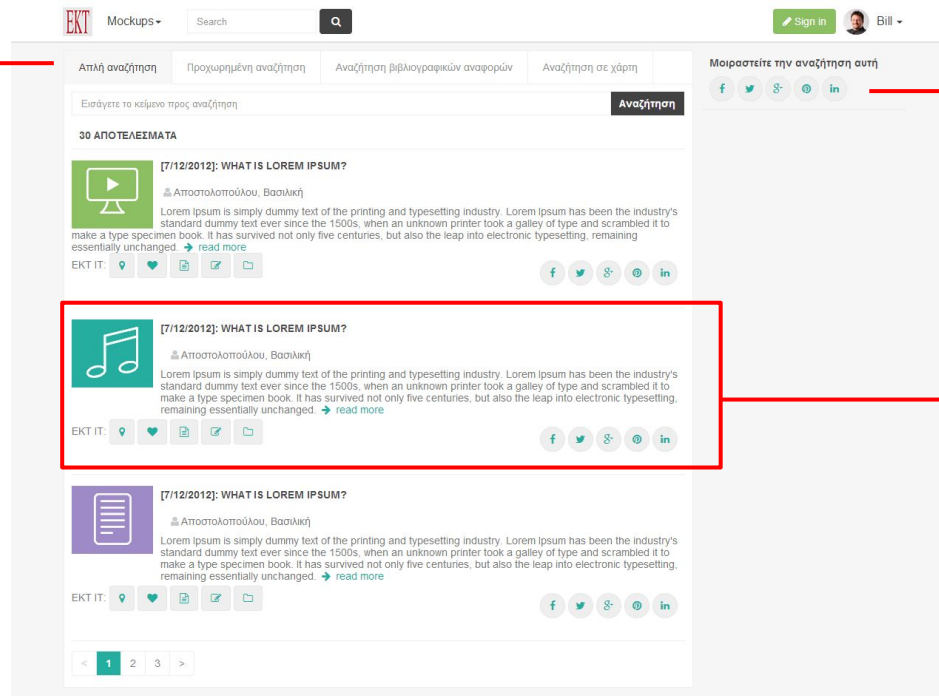 EKT Mockups Search Sign in Bill
Απλή αναζήτηση Προχωρημένη αναζήτηση Αναζήτηση βιβλιογραφικών αναφορών Αναζήτηση σε χάρτη
Μοιραστείτε την αναζήτηση αυτή
Εισάγετε το κείμενο προς αναζήτηση Αναζήτηση
30 ΑΠΟΤΕΛΕΣΜΑΤΑ
[7/12/2012]: WHAT IS LOREM IPSUM?
Αποστολοπούλου, Βασιλική
Lorem Ipsum is simply dummy text of the printing and typesetting industry. Lorem Ipsum has been the industry's
standard dummy text ever since the 1500s, when an unknown printer took a galley of type and scrambled it to
make a type specimen book. It has survived not only five centuries, but also the leap into electronic typesetting, remaining
essentially unchanged. read more
EKT IT:
[7/12/2012]: WHAT IS LOREM IPSUM?
Αποστολοπούλου, Βασιλική
Lorem Ipsum is simply dummy text of the printing and typesetting industry. Lorem Ipsum has been the industry's
standard dummy text ever since the 1500s, when an unknown printer took a galley of type and scrambled it to
make a type specimen book. It has survived not only five centuries, but also the leap into electronic typesetting,
remaining essentially unchanged. read more
EKT IT:
[7/12/2012]: WHAT IS LOREM IPSUM?
Αποστολοπούλου, Βασιλική
Lorem Ipsum is simply dummy text of the printing and typesetting industry. Lorem Ipsum has been the industry's
standard dummy text ever since the 1500s, when an unknown printer took a galley of type and scrambled it to
make a type specimen book. It has survived not only five centuries, but also the leap into electronic typesetting,
remaining essentially unchanged. read more
EKT IT:
< 1 2 3 >